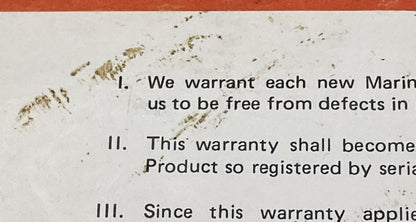 I. We warrant each new Marin
us to be free from defects in
II. This warranty shall become
Product so registered by seria
III. Since this warranty applie